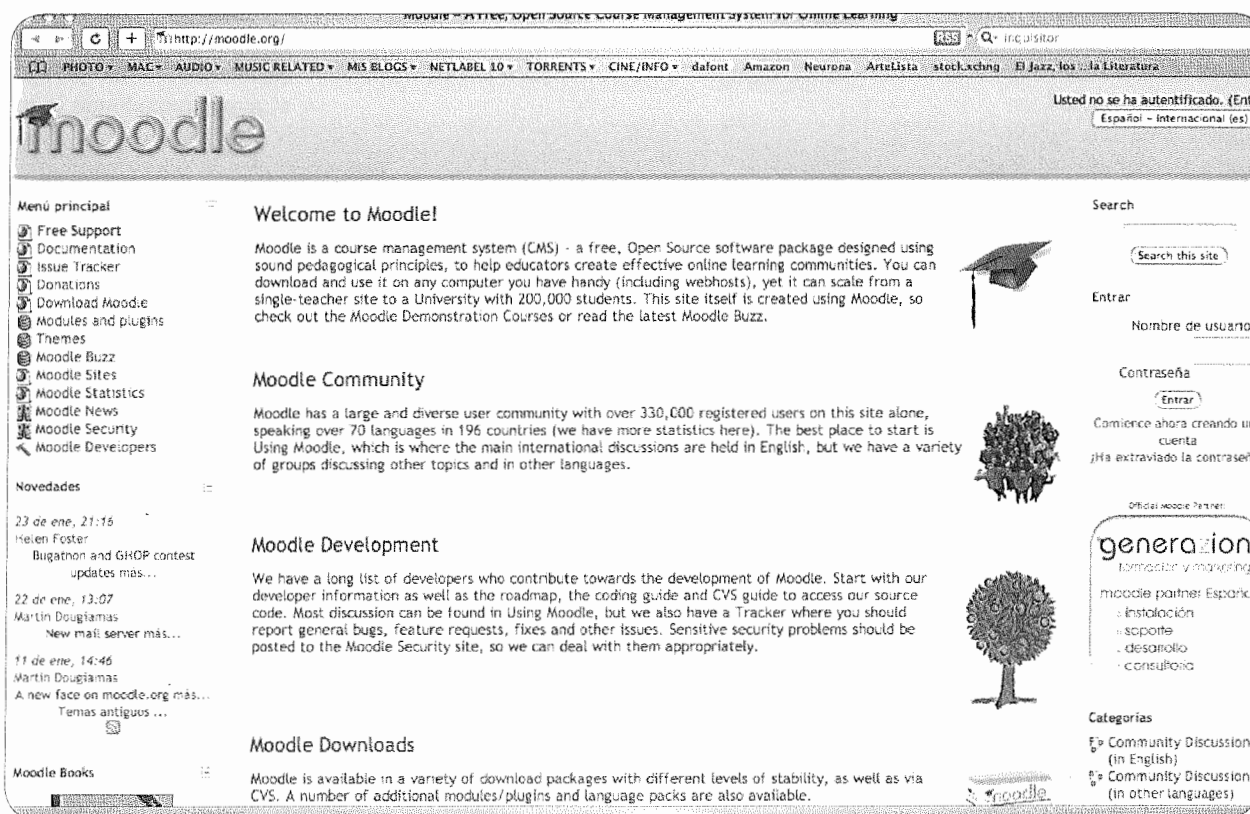 Moodle – A Free, Open Source Course Management System for Online Learning
http://moodle.org/
RSS
inquisitor
PHOTO MAC AUDIO MUSIC RELATED MIS BLOGS NETLABEL 1.0 TORRENTS CINE/INFO dafont Amazon Neurona ArteLista stock.xchng El Jazz, los ...la Literatura
moodle
Usted no se ha autentificado. (Ent
Español - Internacional (es)
Menú principal
Free Support
Documentation
Issue Tracker
Donations
Download Moodle
Modules and plugins
Themes
Moodle Buzz
Moodle Sites
Moodle Statistics
Moodle News
Moodle Security
Moodle Developers
Novedades
23 de ene, 21:16
Helen Foster
Bugathon and GHOP contest
updates más...
22 de ene, 13:07
Martin Dougiamas
New mail server más...
11 de ene, 14:46
Martin Dougiamas
A new face on moodle.org más...
Temas antiguos ...
Moodle Books
Welcome to Moodle!
Moodle is a course management system (CMS) - a free, Open Source software package designed using
sound pedagogical principles, to help educators create effective online learning communities. You can
download and use it on any computer you have handy (including webhosts), yet it can scale from a
single-teacher site to a University with 200,000 students. This site itself is created using Moodle, so
check out the Moodle Demonstration Courses or read the latest Moodle Buzz.
Moodle Community
Moodle has a large and diverse user community with over 330,000 registered users on this site alone,
speaking over 70 languages in 196 countries (we have more statistics here). The best place to start is
Using Moodle, which is where the main international discussions are held in English, but we have a variety
of groups discussing other topics and in other languages.
Moodle Development
We have a long list of developers who contribute towards the development of Moodle. Start with our
developer information as well as the roadmap, the coding guide and CVS guide to access our source
code. Most discussion can be found in Using Moodle, but we also have a Tracker where you should
report general bugs, feature requests, fixes and other issues. Sensitive security problems should be
posted to the Moodle Security site, so we can deal with them appropriately.
Moodle Downloads
Moodle is available in a variety of download packages with different levels of stability, as well as via
CVS. A number of additional modules/plugins and language packs are also available.
moodle
Search
Search this site
Entrar
Nombre de usuario
Contraseña
Entrar
Comience ahora creando un
cuenta
¿Ha extraviado la contraseñ
Official Moodle Partner:
generazion
formación y marketing
moodle partner Españo
instalación
soporte
desarrollo
consultoría
Categorías
Community Discussion
(in English)
Community Discussion
(in other languages)